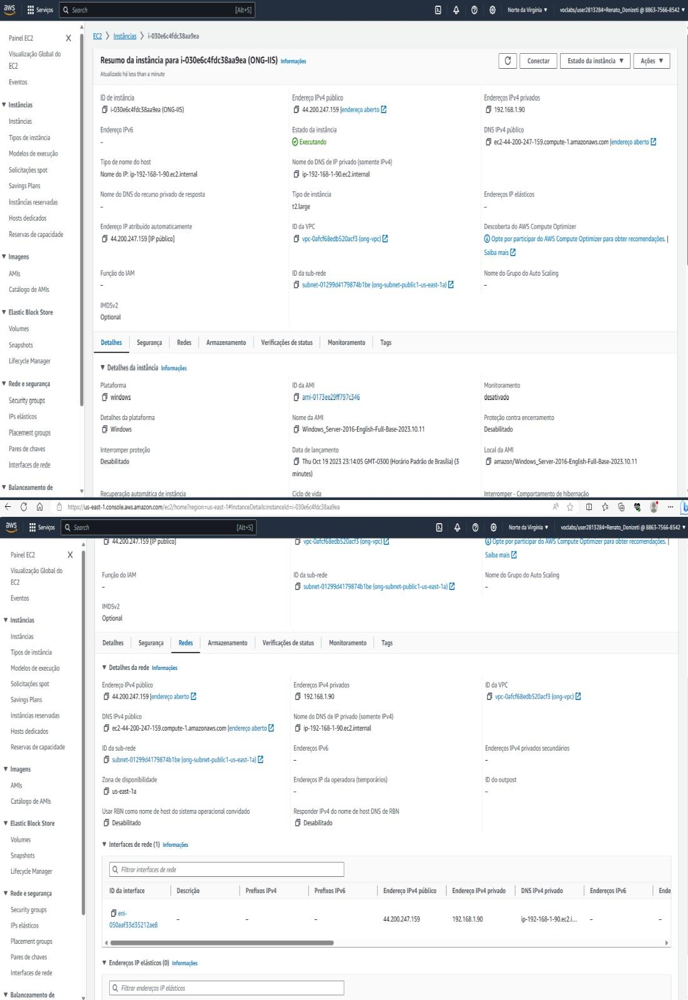 aws Serviços Search [Alt+S] Norte da Virgínia ▼ voclabs/user2813284=Renato_Donizeti @ 8863-7566-8542 ▼
Painel EC2 X
Visualização Global do
EC2
Eventos
▼ Instâncias
Instâncias
Tipos de instância
Modelos de execução
Solicitações spot
Savings Plans
Instâncias reservadas
Hosts dedicados
Reservas de capacidade
▼ Imagens
AMIs
Catálogo de AMIs
▼ Elastic Block Store
Volumes
Snapshots
Lifecycle Manager
▼ Rede e segurança
Security groups
IPs elásticos
Placement groups
Pares de chaves
Interfaces de rede
▼ Balanceamento de
EC2 > Instâncias > i-030e6c4fdc38aa9ea
Resumo da instância para i-030e6c4fdc38aa9ea (ONG-IIS) Informações
Atualizado há less than a minute
Conectar Estado da instância ▼ Ações ▼
ID de instância
i-030e6c4fdc38aa9ea (ONG-IIS)
Endereço IPv4 público
44.200.247.159 |endereço aberto
Endereços IPv4 privados
192.168.1.90
Endereço IPv6
–
Estado da instância
Executando
DNS IPv4 público
ec2-44-200-247-159.compute-1.amazonaws.com |endereço aberto
Tipo de nome do host
Nome do IP: ip-192-168-1-90.ec2.internal
Nome do DNS de IP privado (somente IPv4)
ip-192-168-1-90.ec2.internal
Nome do DNS do recurso privado de resposta
–
Tipo de instância
t2.large
Endereços IP elásticos
–
Endereço IP atribuído automaticamente
44.200.247.159 [IP público]
ID da VPC
vpc-0afcf68edb520acf3 (ong-vpc)
Descoberta do AWS Compute Optimizer
Opte por participar do AWS Compute Optimizer para obter recomendações. |
Saiba mais
Função do IAM
–
ID da sub-rede
subnet-01299d4179874b1be (ong-subnet-public1-us-east-1a)
Nome do Grupo do Auto Scaling
–
IMDSv2
Optional
Detalhes Segurança Redes Armazenamento Verificações de status Monitoramento Tags
▼ Detalhes da instância Informações
Plataforma
windows
ID da AMI
ami-0173ee29ff797c346
Monitoramento
desativado
Detalhes da plataforma
Windows
Nome da AMI
Windows_Server-2016-English-Full-Base-2023.10.11
Proteção contra encerramento
Desabilitado
Interromper proteção
Desabilitado
Data de lançamento
Thu Oct 19 2023 23:14:05 GMT-0300 (Horário Padrão de Brasília) (3
minutes)
Local da AMI
amazon/Windows_Server-2016-English-Full-Base-2023.10.11
Recuperação automática de instância
Ciclo de vida
Interromper - Comportamento de hibernação
https://us-east-1.console.aws.amazon.com/ec2/home?region=us-east-1#InstanceDetails:instanceId=i-030e6c4fdc38aa9ea
aws Serviços Search [Alt+S] Norte da Virgínia ▼ voclabs/user2813284=Renato_Donizeti @ 8863-7566-8542 ▼
Painel EC2 X
Visualização Global do
EC2
Eventos
▼ Instâncias
Instâncias
Tipos de instância
Modelos de execução
Solicitações spot
Savings Plans
Instâncias reservadas
Hosts dedicados
Reservas de capacidade
▼ Imagens
AMIs
Catálogo de AMIs
▼ Elastic Block Store
Volumes
Snapshots
Lifecycle Manager
▼ Rede e segurança
Security groups
IPs elásticos
Placement groups
Pares de chaves
Interfaces de rede
▼ Balanceamento de
44.200.247.159 [IP público]
vpc-0afcf68edb520acf3 (ong-vpc)
Opte por participar do AWS Compute Optimizer para obter recomendações. |
Saiba mais
Função do IAM
–
ID da sub-rede
subnet-01299d4179874b1be (ong-subnet-public1-us-east-1a)
Nome do Grupo do Auto Scaling
–
IMDSv2
Optional
Detalhes Segurança Redes Armazenamento Verificações de status Monitoramento Tags
▼ Detalhes da rede Informações
Endereço IPv4 público
44.200.247.159 |endereço aberto
Endereços IPv4 privados
192.168.1.90
ID da VPC
vpc-0afcf68edb520acf3 (ong-vpc)
DNS IPv4 público
ec2-44-200-247-159.compute-1.amazonaws.com |endereço aberto
Nome do DNS de IP privado (somente IPv4)
ip-192-168-1-90.ec2.internal
ID da sub-rede
subnet-01299d4179874b1be (ong-subnet-public1-us-east-1a)
Endereços IPv6
–
Endereços IPv4 privados secundários
–
Zona de disponibilidade
us-east-1a
Endereços IP da operadora (temporários)
–
ID do outpost
–
Usar RBN como nome de host do sistema operacional convidado
Desabilitado
Responder IPv4 do nome de host DNS de RBN
Desabilitado
▼ Interfaces de rede (1) Informações
Filtrar interfaces de rede
ID da interface Descrição Prefixos IPv4 Prefixos IPv6 Endereço IPv4 público Endereço IPv4 privado DNS IPv4 privado Endereços IPv6 Ende
eni-
050aaf33d35212ae8 – – – 44.200.247.159 192.168.1.90 ip-192-168-1-90.ec2.i... – –
▼ Endereços IP elásticos (0) Informações
Filtrar endereços IP elásticos